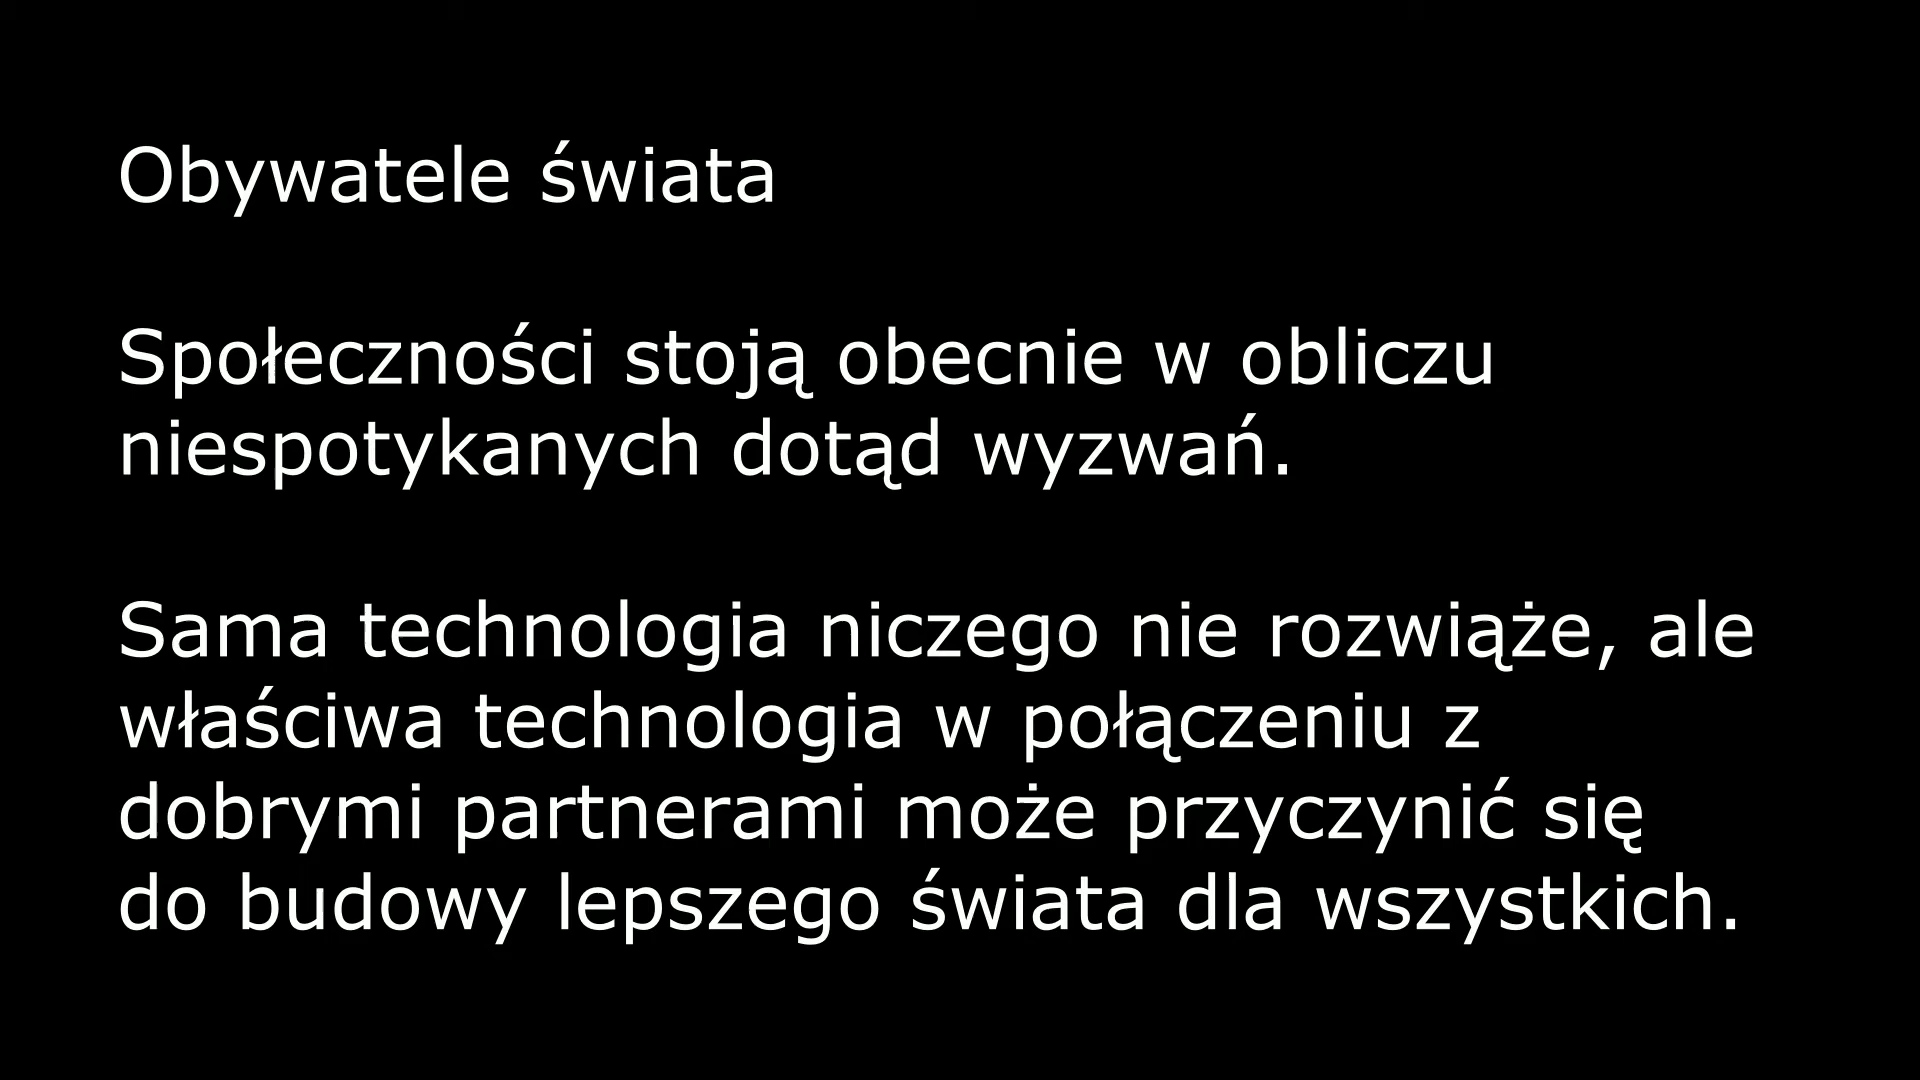 Obywatele świata
Społeczności stoją obecnie w obliczu
niespotykanych dotąd wyzwań.
Sama technologia niczego nie rozwiąże, ale
właściwa technologia w połączeniu z
dobrymi partnerami może przyczynić się
do budowy lepszego świata dla wszystkich.